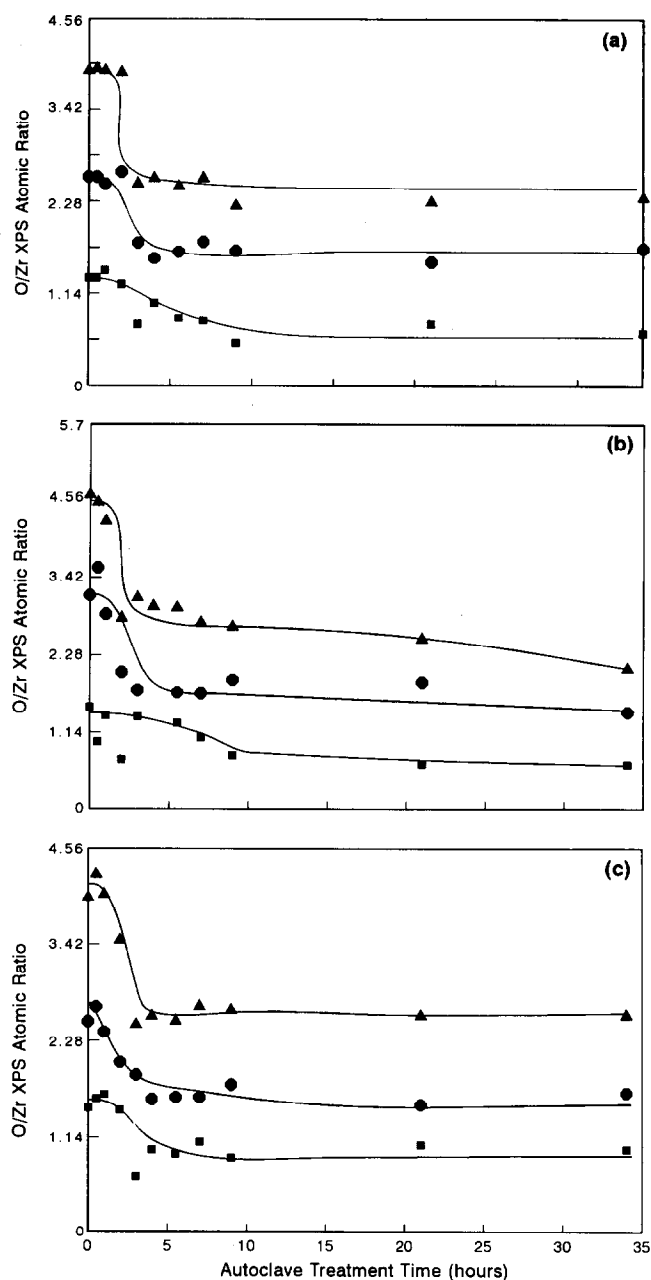 4.56
(a)
3.42
2.28
1.14
0
O/Zr XPS Atomic Ratio
5.7
(b)
4.56
3.42
2.28
1.14
0
O/Zr XPS Atomic Ratio
4.56
(c)
3.42
2.28
1.14
0
O/Zr XPS Atomic Ratio
0 5 10 15 20 25 30 35
Autoclave Treatment Time (hours)